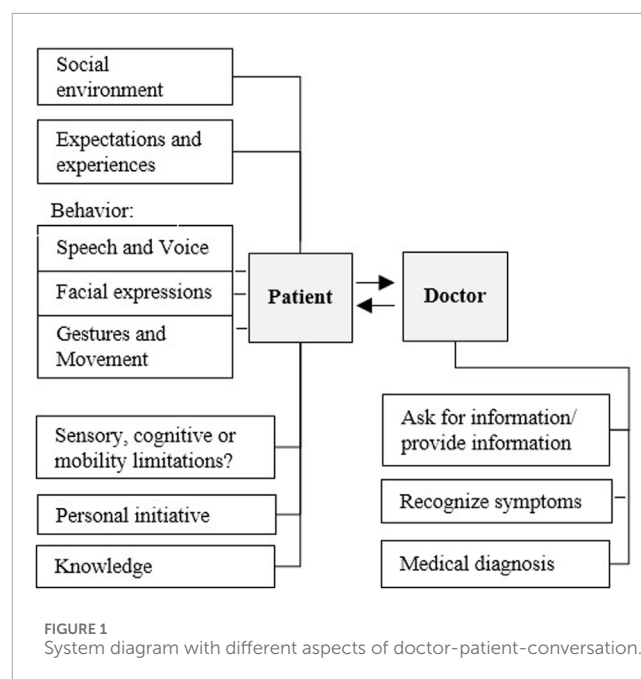 Social
environment
Expectations and
experiences
Behavior:
Speech and Voice
Facial expressions
Gestures and
Movement
Patient
Doctor
Sensory, cognitive or
mobility limitations?
Personal initiative
Knowledge
Ask for information/
provide information
Recognize symptoms
Medical diagnosis
FIGURE 1
System diagram with different aspects of doctor-patient-conversation.